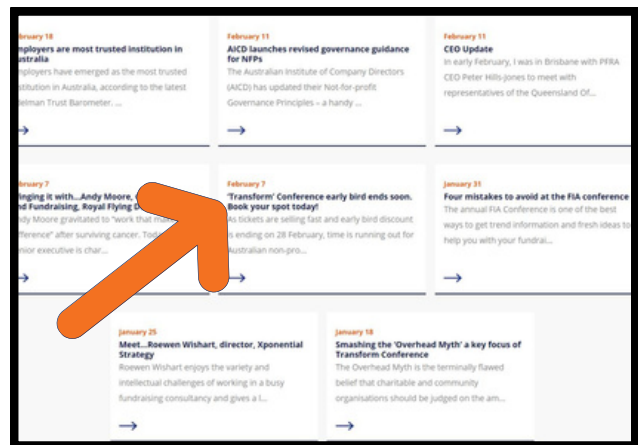 February 18
employers are most trusted institution in
Australia
employers have emerged as the most trusted
institution in Australia, according to the latest
Edelman Trust Barometer. ...
February 11
AICD launches revised governance guidance
for NFPs
The Australian Institute of Company Directors
(AICD) has updated their Not-for-profit
Governance Principles – a handy ...
February 11
CEO Update
In early February, I was in Brisbane with PFRA
CEO Peter Hills-Jones to meet with
representatives of the Queensland Of...
February 7
inging it with...Andy Moore,
nd Fundraising, Royal Flying
ndy Moore gravitated to "work that
fference" after surviving cancer.
nior executive is char...
February 7
'Transform' Conference early bird ends soon.
Book your spot today!
As tickets are selling fast and early bird discount
is ending on 28 February, time is running out for
Australian non-pro...
January 31
Four mistakes to avoid at the FIA conference
The annual FIA Conference is one of the best
ways to get trend information and fresh ideas to
help you with your fundrai...
January 25
Meet...Roewen Wishart, director, Xponential
Strategy
Roewen Wishart enjoys the variety and
intellectual challenges of working in a busy
fundraising consultancy and gives a l...
January 18
Smashing the 'Overhead Myth' a key focus of
Transform Conference
The Overhead Myth is the terminally flawed
belief that charitable and community
organisations should be judged on the am...